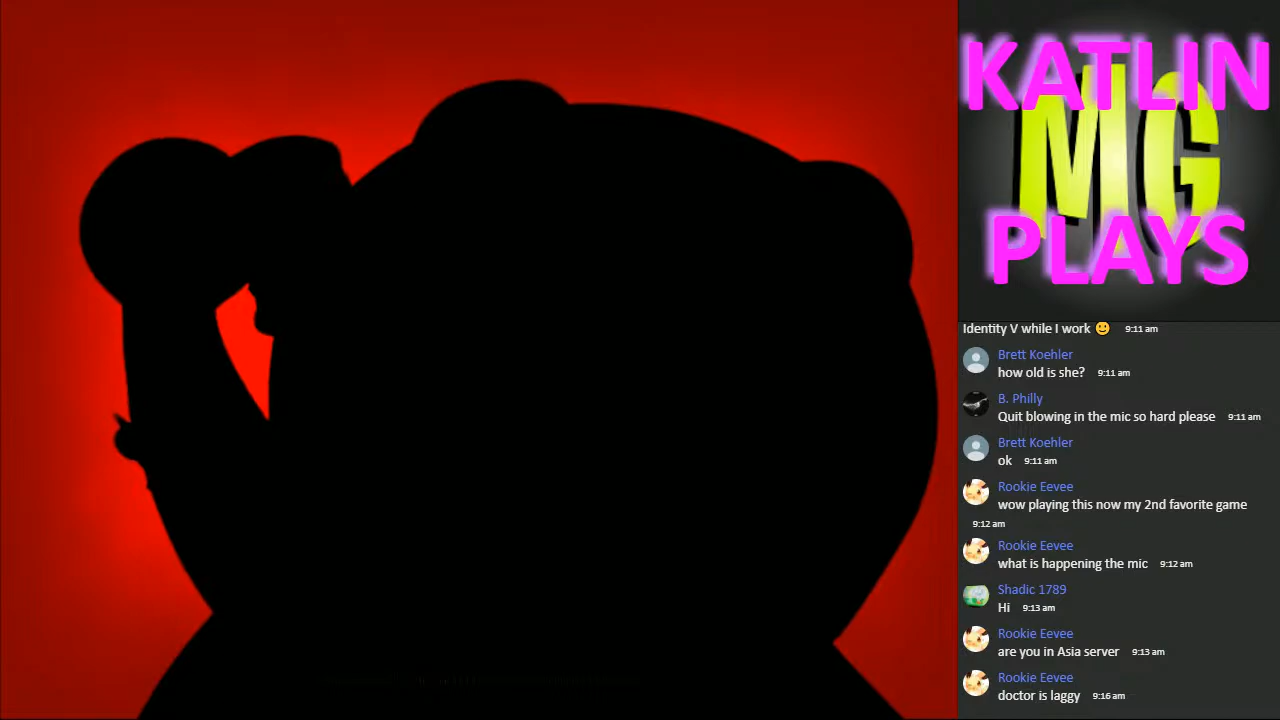 KATLIN
MG
PLAYS
Identity V while I work 🙂 9:11 am
Brett Koehler
how old is she? 9:11 am
B. Philly
Quit blowing in the mic so hard please 9:11 am
Brett Koehler
ok 9:11 am
Rookie Eevee
wow playing this now my 2nd favorite game
9:12 am
Rookie Eevee
what is happening the mic 9:12 am
Shadic 1789
Hi 9:13 am
Rookie Eevee
are you in Asia server 9:13 am
Rookie Eevee
doctor is laggy 9:16 am